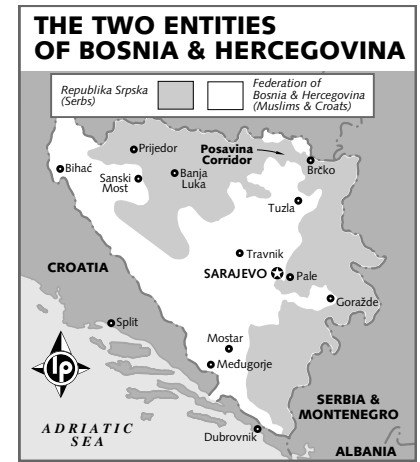 THE TWO ENTITIES
OF BOSNIA & HERCEGOVINA
Republika Srpska
(Serbs)
Federation of
Bosnia & Hercegovina
(Muslims & Croats)
Prijedor
Posavina
Corridor
Bihać
Sanski
Most
Banja
Luka
Brčko
Tuzla
Travnik
CROATIA
SARAJEVO
Pale
Goražde
Split
Mostar
Međugorje
lp
SERBIA &
MONTENEGRO
ADRIATIC
SEA
Dubrovnik
ALBANIA